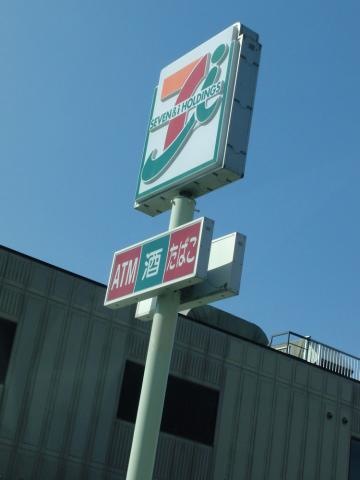 7&i
SEVEN&i HOLDINGS
ATM 酒 たばこ